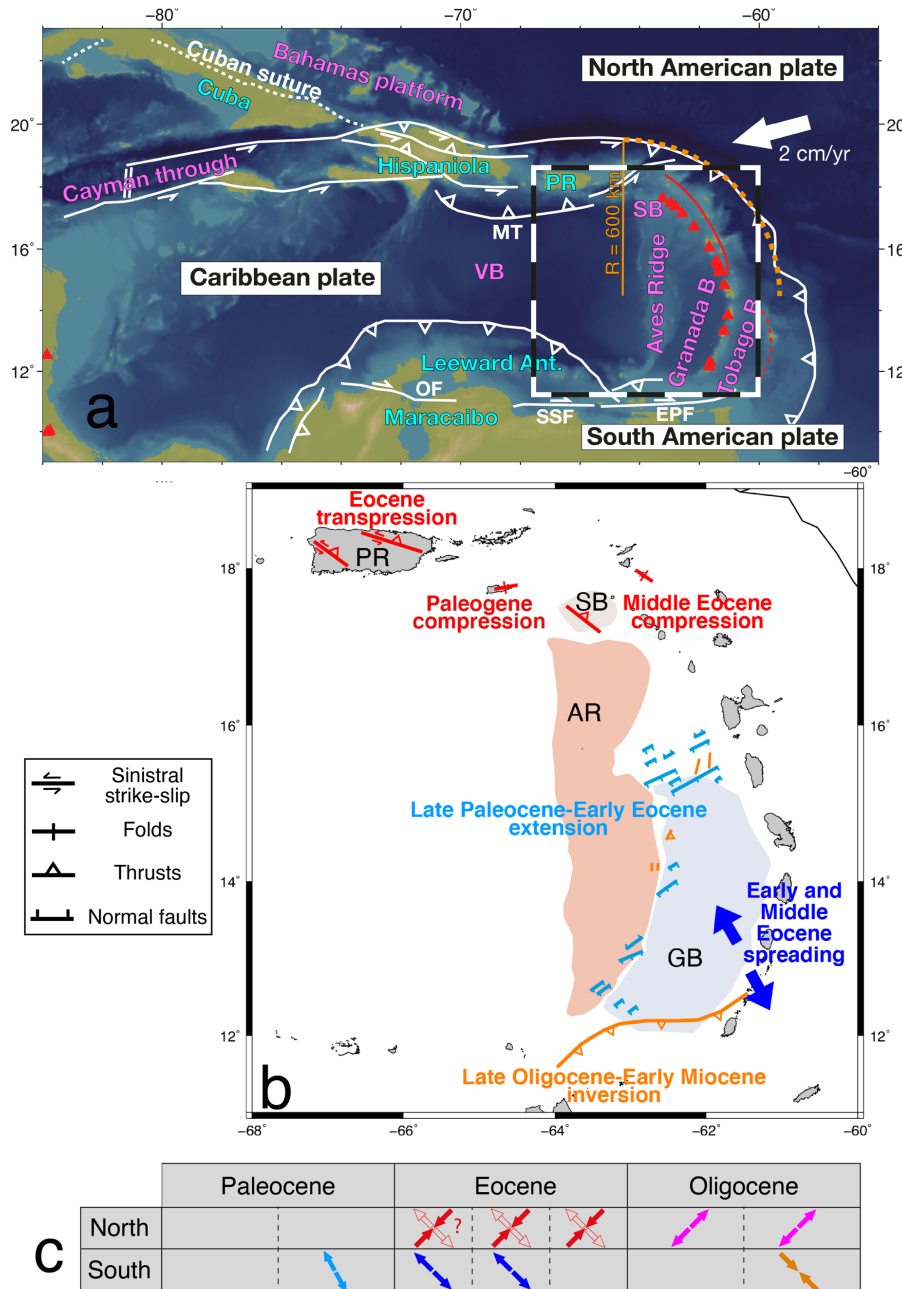 −80°
−70°
−60°
North American plate
Bahamas platform
Cuban suture
Cuba
20°
2 cm/yr
Cayman through
Hispaniola
PR
R = 600 km
SB
MT
16°
Caribbean plate
VB
Aves Ridge
Granada B
Tobago B
Leeward Ant.
12°
OF
Maracaibo
SSF
EPF
South American plate
a
−60°
Eocene
transpression
PR
18°
18°
Paleogene
compression
SB
Middle Eocene
compression
AR
16°
16°
Sinistral
strike-slip
Folds
Thrusts
Normal faults
Late Paleocene-Early Eocene
extension
14°
14°
Early and
Middle
Eocene
spreading
GB
12°
12°
Late Oligocene-Early Miocene
inversion
b
−68°
−66°
−64°
−62°
−60°
Paleocene
Eocene
Oligocene
North
?
South
c